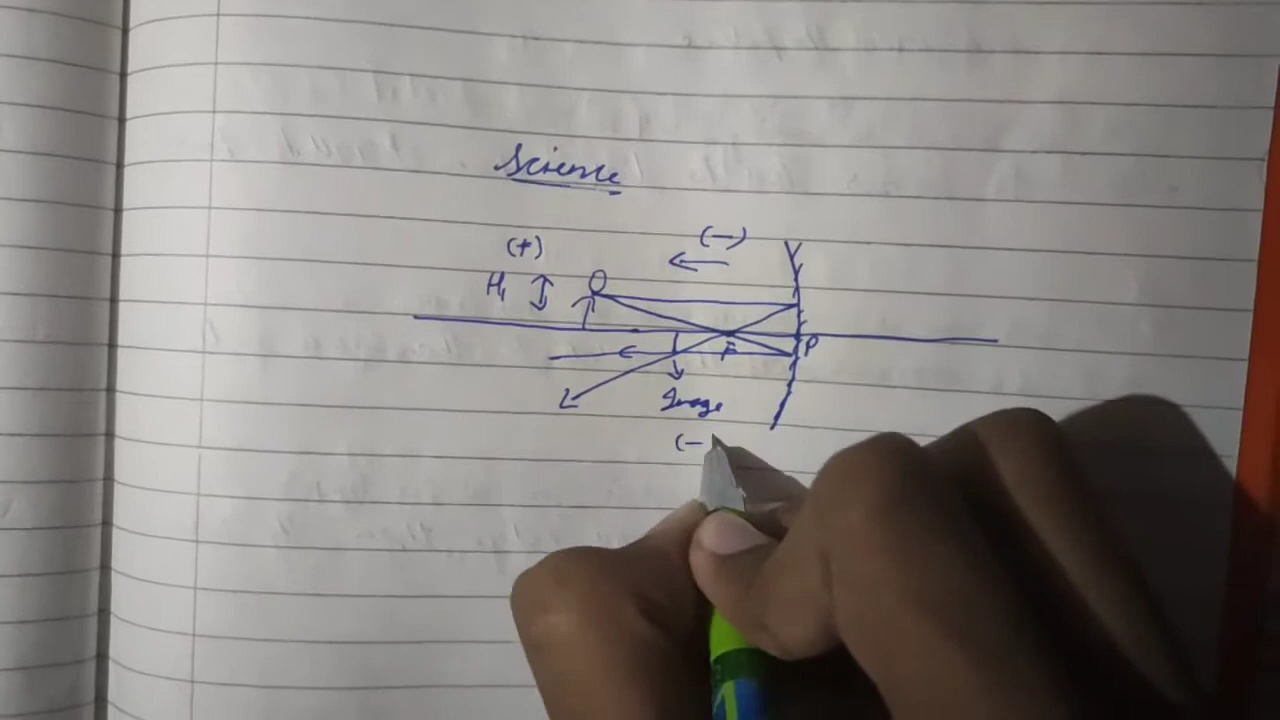 Science
(+) (-)
H₁ O
F P
Image
(-